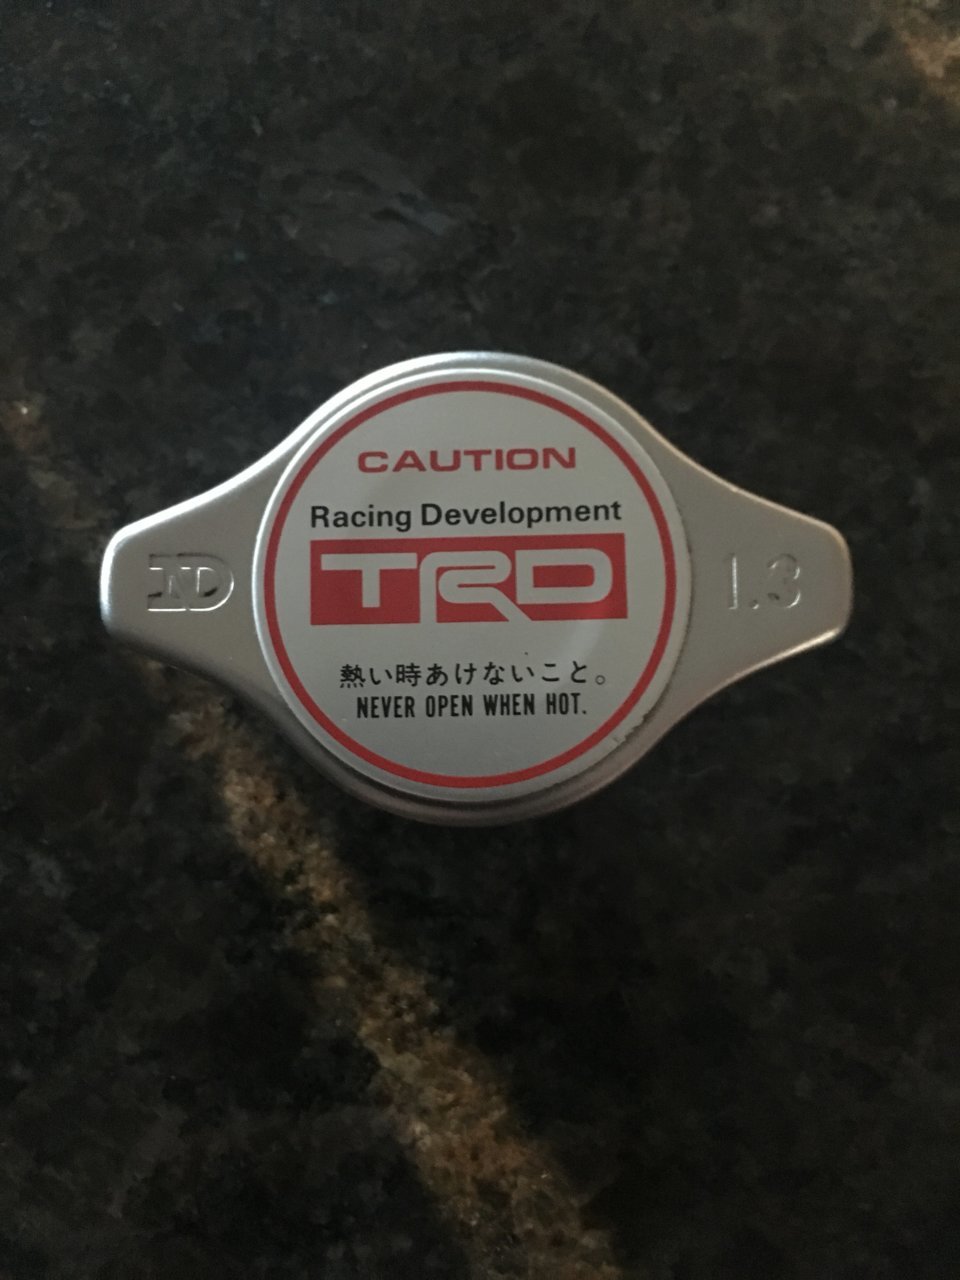 CAUTION
Racing Development
TRD
ND 1.3
熱い時あけないこと。
NEVER OPEN WHEN HOT.